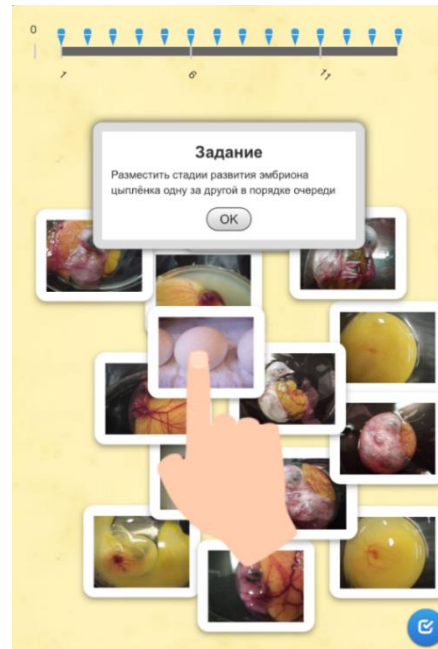 0
1
6
11
Задание
Разместить стадии развития эмбриона
цыплёнка одну за другой в порядке очереди
OK